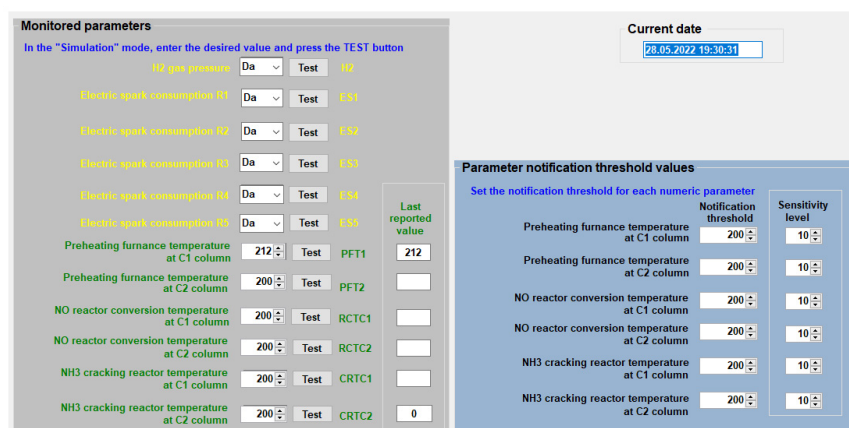 Monitored parameters
In the "Simulation" mode, enter the desired value and press the TEST button
H2 gas pressure Da Test H2
Electric spark consumption R1 Da Test ES1
Electric spark consumption R2 Da Test ES2
Electric spark consumption R3 Da Test ES3
Electric spark consumption R4 Da Test ES4
Electric spark consumption R5 Da Test ES5
Last
reported
value
Preheating furnance temperature
at C1 column 212 Test PFT1 212
Preheating furnance temperature
at C2 column 200 Test PFT2
NO reactor conversion temperature
at C1 column 200 Test RCTC1
NO reactor conversion temperature
at C2 column 200 Test RCTC2
NH3 cracking reactor temperature
at C1 column 200 Test CRTC1
NH3 cracking reactor temperature
at C2 column 200 Test CRTC2 0
Current date
28.05.2022 19:30:31
Parameter notification threshold values
Set the notification threshold for each numeric parameter
Notification
threshold
Sensitivity
level
Preheating furnance temperature
at C1 column 200 10
Preheating furnance temperature
at C2 column 200 10
NO reactor conversion temperature
at C1 column 200 10
NO reactor conversion temperature
at C2 column 200 10
NH3 cracking reactor temperature
at C1 column 200 10
NH3 cracking reactor temperature
at C2 column 200 10